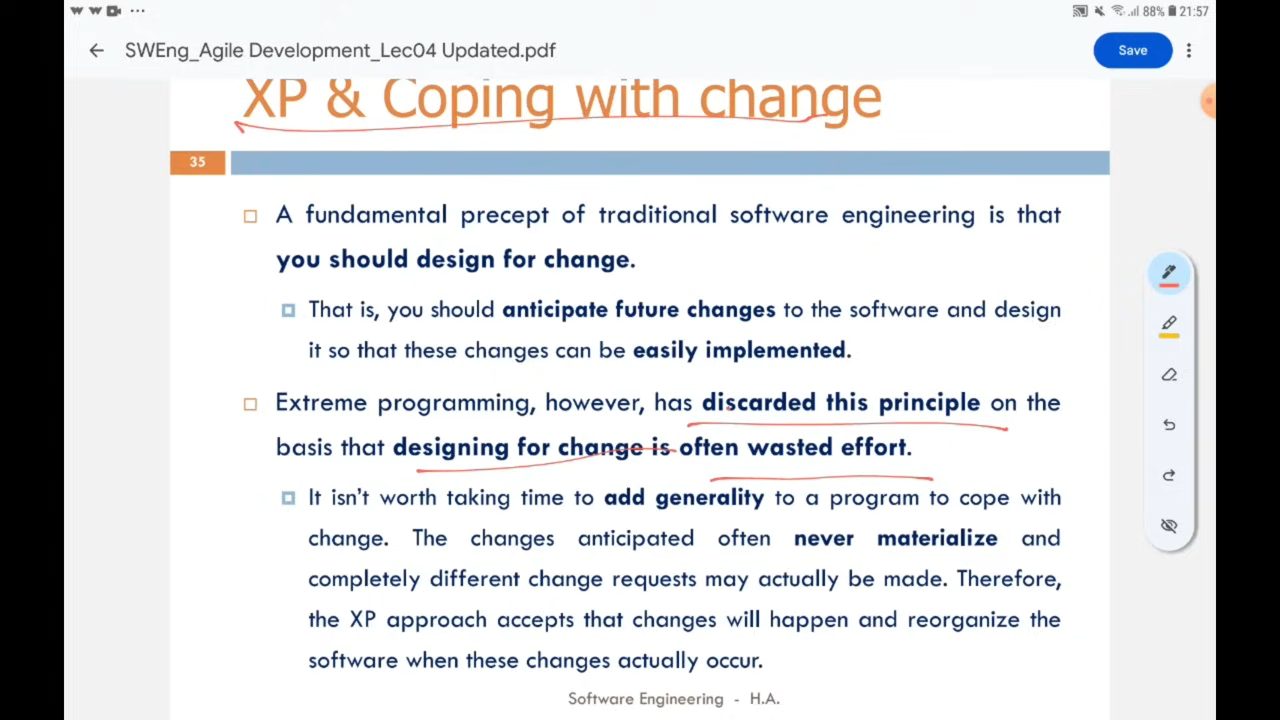 88% 21:57
SWEng_Agile Development_Lec04 Updated.pdf
Save
XP & Coping with change
35
A fundamental precept of traditional software engineering is that
you should design for change.
That is, you should anticipate future changes to the software and design
it so that these changes can be easily implemented.
Extreme programming, however, has discarded this principle on the
basis that designing for change is often wasted effort.
It isn't worth taking time to add generality to a program to cope with
change. The changes anticipated often never materialize and
completely different change requests may actually be made. Therefore,
the XP approach accepts that changes will happen and reorganize the
software when these changes actually occur.
Software Engineering - H.A.